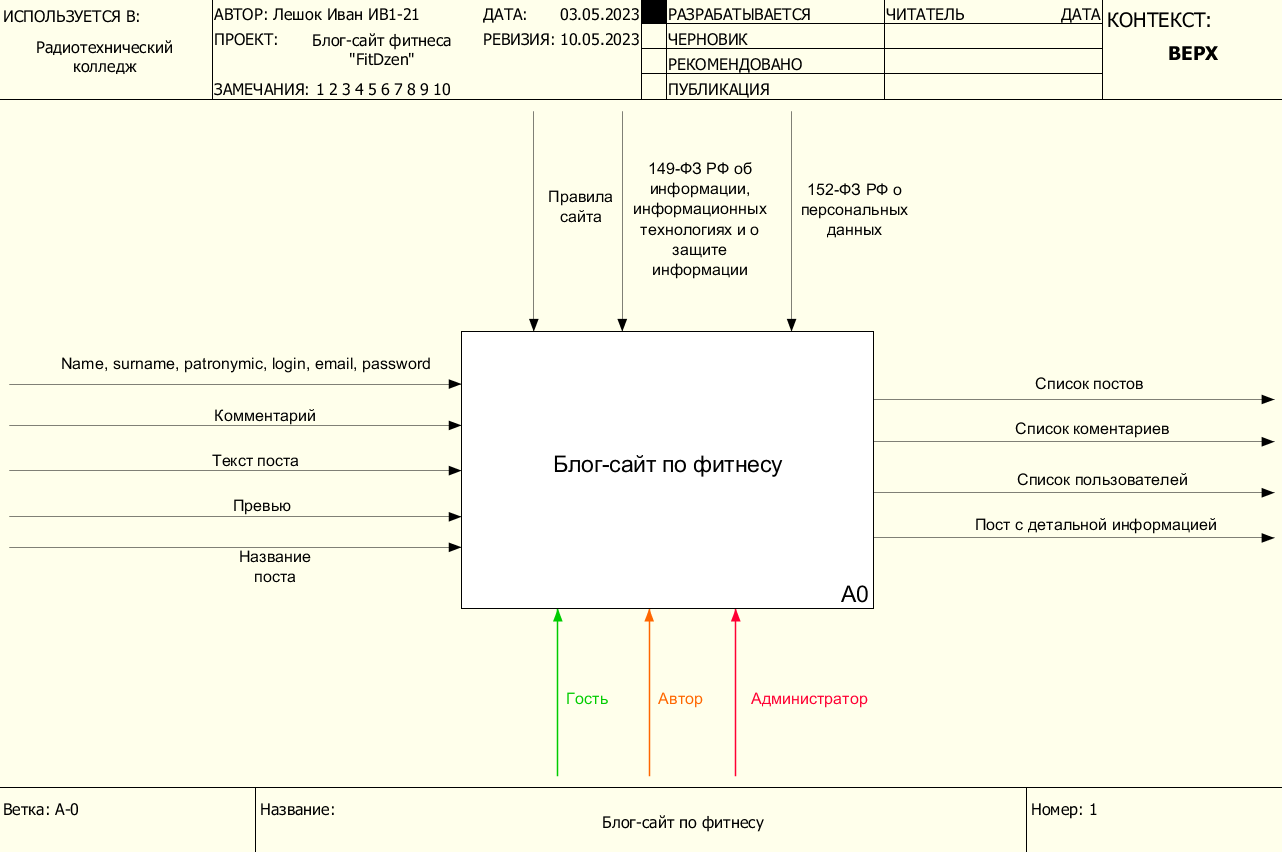 ИСПОЛЬЗУЕТСЯ В:
Радиотехнический
колледж
АВТОР: Лешок Иван ИВ1-21
ДАТА: 03.05.2023
ПРОЕКТ: Блог-сайт фитнеса
"FitDzen"
РЕВИЗИЯ: 10.05.2023
ЗАМЕЧАНИЯ: 1 2 3 4 5 6 7 8 9 10
РАЗРАБАТЫВАЕТСЯ
ЧЕРНОВИК
РЕКОМЕНДОВАНО
ПУБЛИКАЦИЯ
ЧИТАТЕЛЬ ДАТА
КОНТЕКСТ:
ВЕРХ
Правила
сайта
149-ФЗ РФ об
информации,
информационных
технологиях и о
защите
информации
152-ФЗ РФ о
персональных
данных
Name, surname, patronymic, login, email, password
Комментарий
Текст поста
Превью
Название
поста
Блог-сайт по фитнесу
A0
Список постов
Список коментариев
Список пользователей
Пост с детальной информацией
Гость
Автор
Администратор
Ветка: A-0
Название:
Блог-сайт по фитнесу
Номер: 1